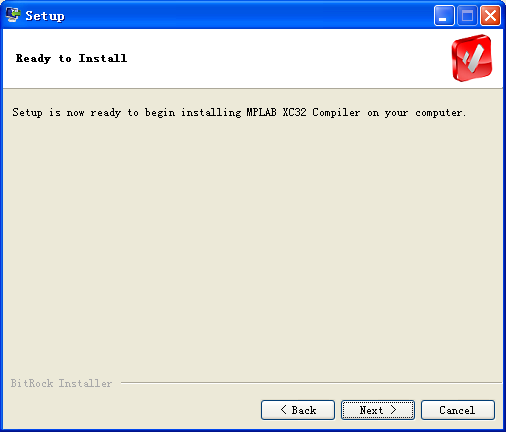 Setup
Ready to Install
Setup is now ready to begin installing MPLAB XC32 Compiler on your computer.
BitRock Installer
< Back
Next >
Cancel